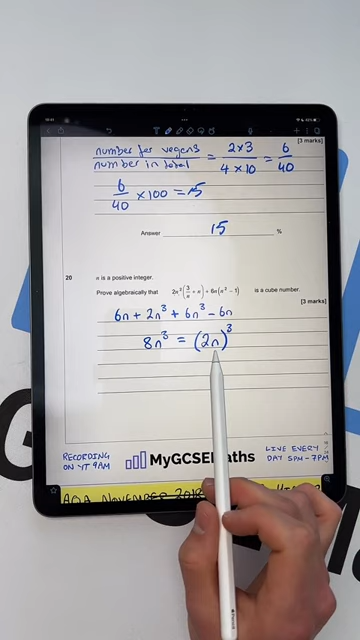 [3 marks]
number for vegans / number in total = 2×3 / 4×10 = 6/40
6/40 ×100 = 15
Answer 15 %
20 n is a positive integer.
Prove algebraically that 2n²(3/n + n) + 6n(n² − 1) is a cube number.
[3 marks]
6n + 2n³ + 6n³ − 6n
8n³ = (2n)³
RECORDING ON YT 9AM
MyGCSEMaths
LIVE EVERY DAY 5PM - 7PM
AQA NOVEMBER 2018